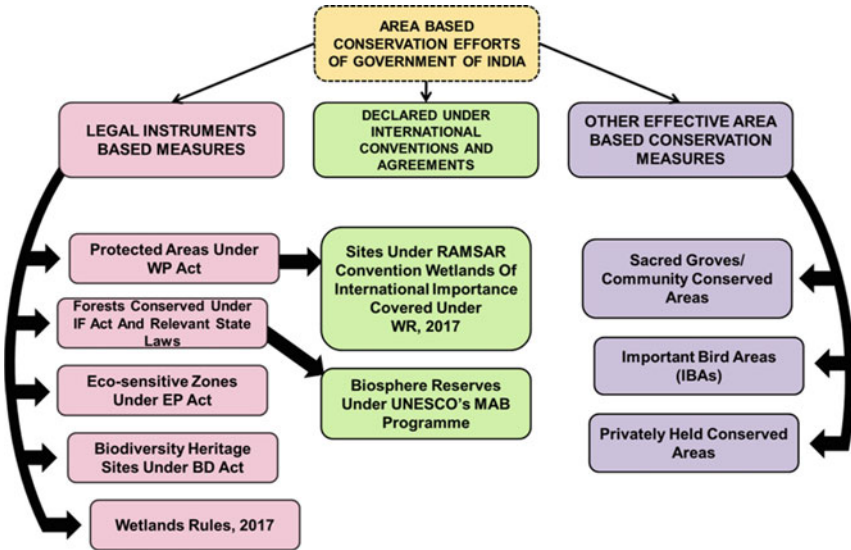 AREA BASED
CONSERVATION EFFORTS
OF GOVERNMENT OF INDIA
LEGAL INSTRUMENTS
BASED MEASURES
DECLARED UNDER
INTERNATIONAL
CONVENTIONS AND
AGREEMENTS
OTHER EFFECTIVE AREA
BASED CONSERVATION
MEASURES
Protected Areas Under
WP Act
Forests Conserved Under
IF Act And Relevant State
Laws
Eco-sensitive Zones
Under EP Act
Biodiversity Heritage
Sites Under BD Act
Wetlands Rules, 2017
Sites Under RAMSAR
Convention Wetlands Of
International Importance
Covered Under
WR, 2017
Biosphere Reserves
Under UNESCO's MAB
Programme
Sacred Groves/
Community Conserved
Areas
Important Bird Areas
(IBAs)
Privately Held Conserved
Areas